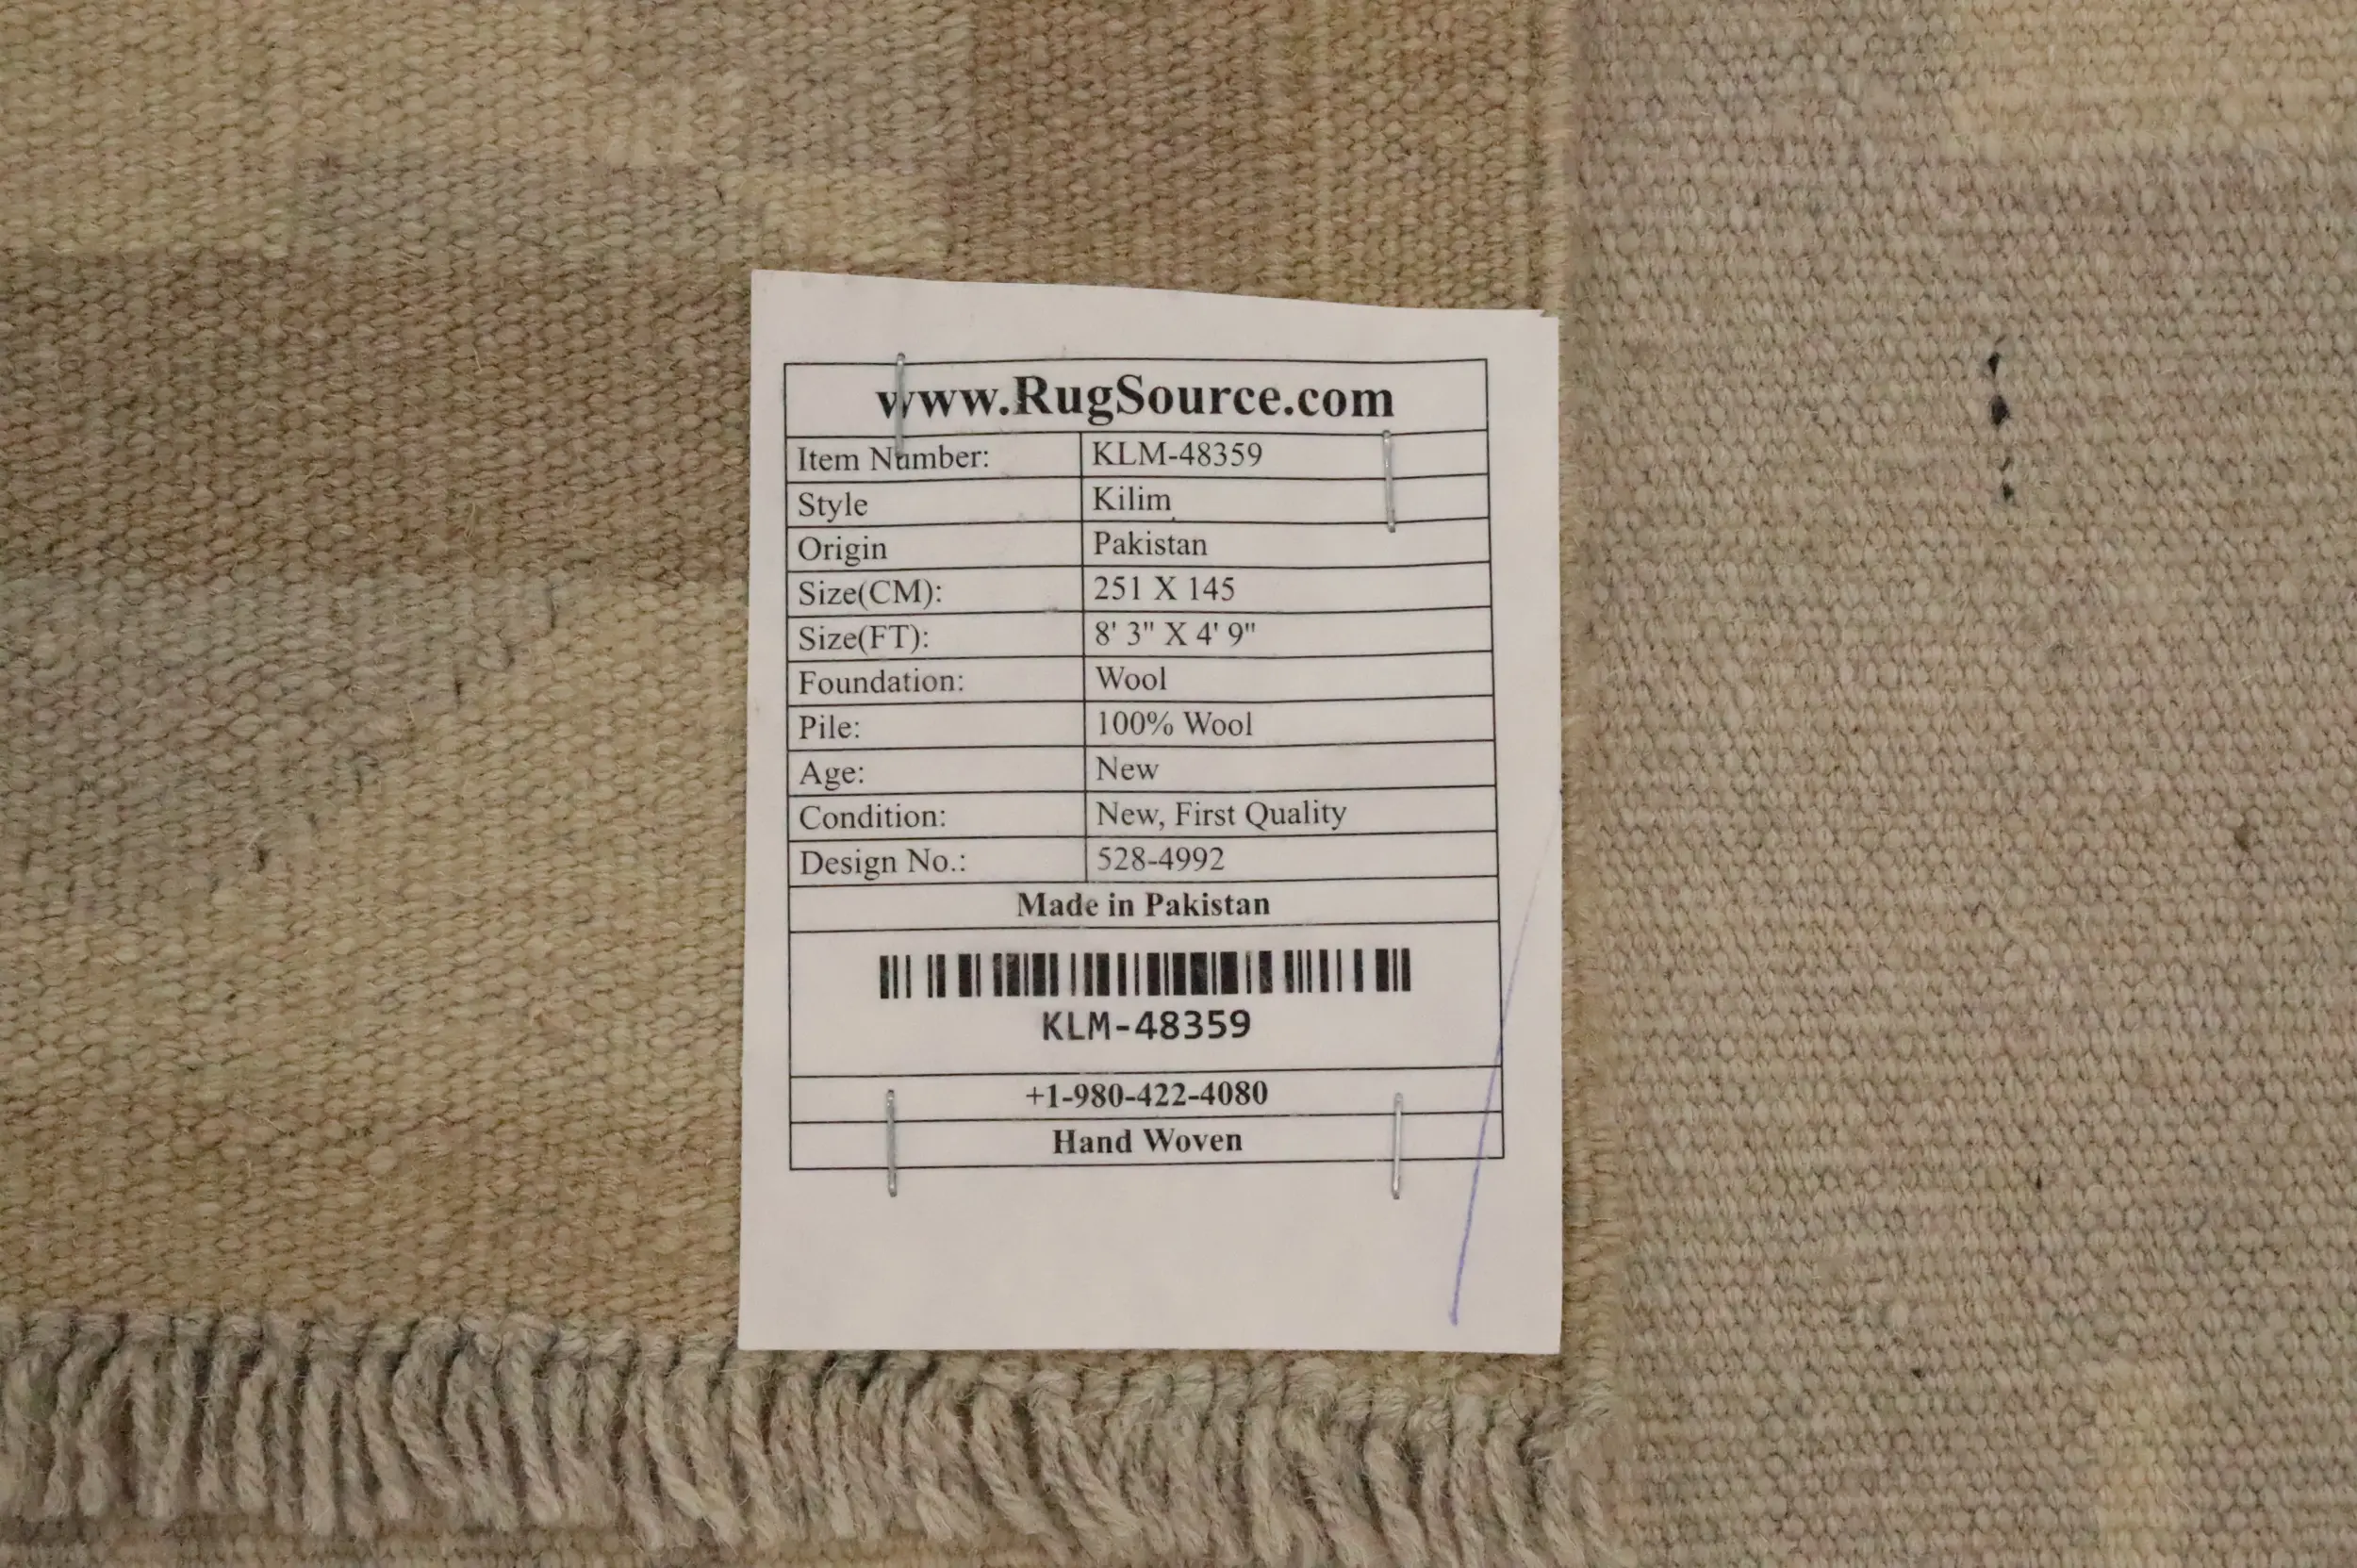 www.RugSource.com
Item Number: KLM-48359
Style Kilim
Origin Pakistan
Size(CM): 251 X 145
Size(FT): 8' 3" X 4' 9"
Foundation: Wool
Pile: 100% Wool
Age: New
Condition: New, First Quality
Design No.: 528-4992
Made in Pakistan
KLM-48359
+1-980-422-4080
Hand Woven